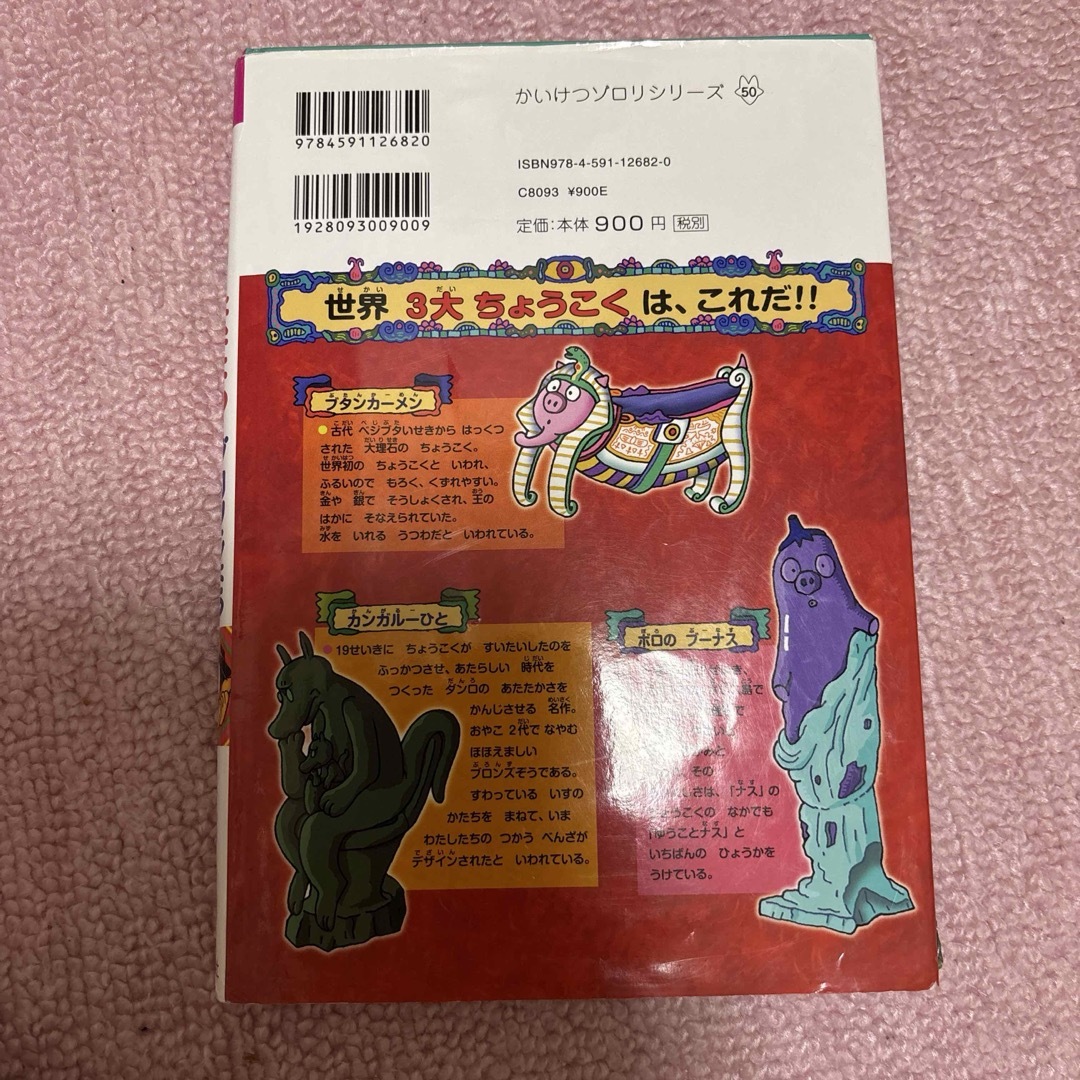 かいけつゾロリシリーズ 50
9784591126820
ISBN978-4-591-12682-0
C8093 ¥900E
1928093009009
定価:本体900円 税別
世界 3大 ちょうこく は、これだ!!
ブタンカーメン
古代 ベジブタいせきから はっくつ
された 大理石の ちょうこく。
世界初の ちょうこくと いわれ、
ふるいので もろく、くずれやすい。
金や 銀で そうしょくされ、王の
はかに そなえられていた。
水を いれる うつわだと いわれている。
カンガルーひと
19せいきに ちょうこくが すいたいしたのを
ふっかつさせ、あたらしい 時代を
つくった ダンロの あたたかさを
かんじさせる 名作。
おやこ 2代で なやむ
ほほえましい
ブロンズぞうである。
すわっている いすの
かたちを まねて、いま
わたしたちの つかう べんざが
デザインされたと いわれている。
ボロの ブーナス
その
さは、「ナス」の
ょうこくの なかでも
「ゆうことナス」と
いちばんの ひょうかを
うけている。